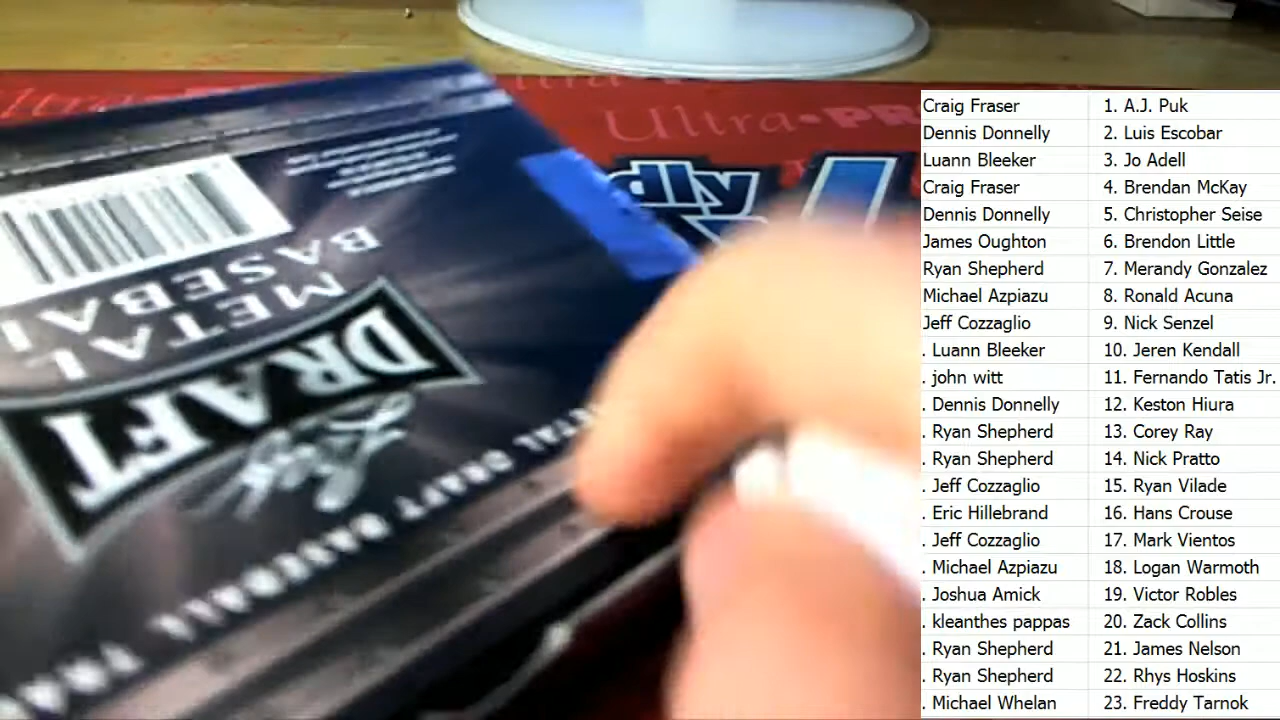 Ultra•PRO
dly
METAL
BASEBAL
DRAFT
METAL DRAFT BASEBALL TRA
Craig Fraser 1. A.J. Puk
Dennis Donnelly 2. Luis Escobar
Luann Bleeker 3. Jo Adell
Craig Fraser 4. Brendan McKay
Dennis Donnelly 5. Christopher Seise
James Oughton 6. Brendon Little
Ryan Shepherd 7. Merandy Gonzalez
Michael Azpiazu 8. Ronald Acuna
Jeff Cozzaglio 9. Nick Senzel
. Luann Bleeker 10. Jeren Kendall
. john witt 11. Fernando Tatis Jr.
. Dennis Donnelly 12. Keston Hiura
. Ryan Shepherd 13. Corey Ray
. Ryan Shepherd 14. Nick Pratto
. Jeff Cozzaglio 15. Ryan Vilade
. Eric Hillebrand 16. Hans Crouse
. Jeff Cozzaglio 17. Mark Vientos
. Michael Azpiazu 18. Logan Warmoth
. Joshua Amick 19. Victor Robles
. kleanthes pappas 20. Zack Collins
. Ryan Shepherd 21. James Nelson
. Ryan Shepherd 22. Rhys Hoskins
. Michael Whelan 23. Freddy Tarnok